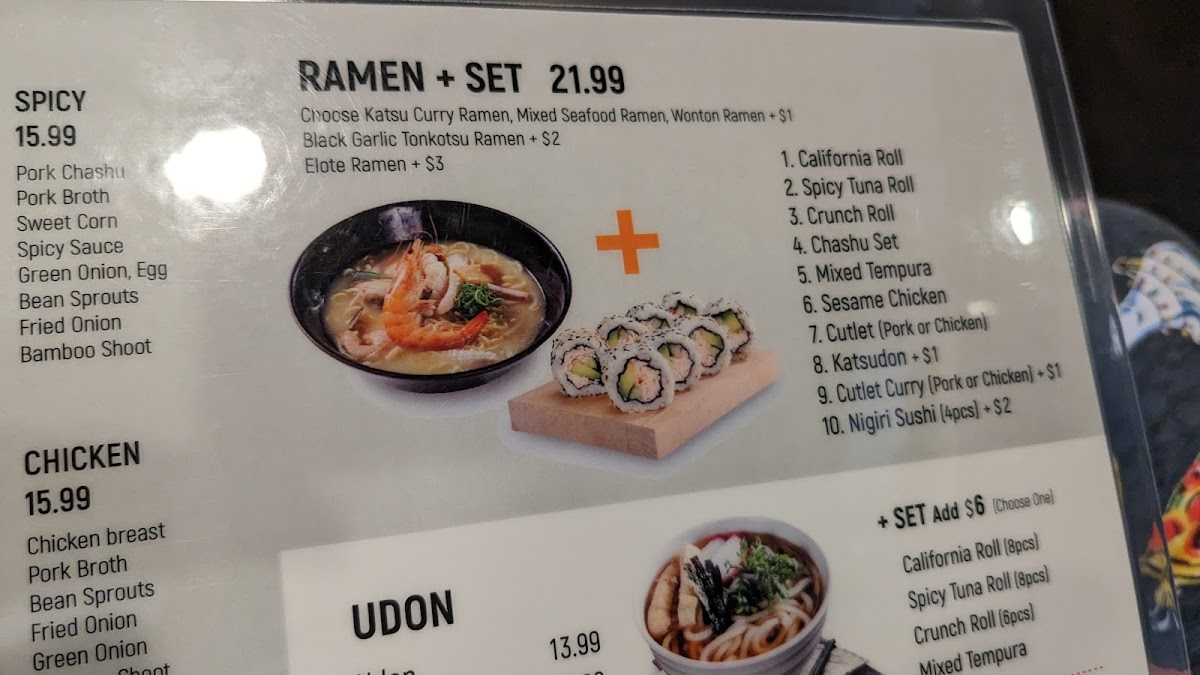 SPICY
15.99
Pork Chashu
Pork Broth
Sweet Corn
Spicy Sauce
Green Onion, Egg
Bean Sprouts
Fried Onion
Bamboo Shoot
CHICKEN
15.99
Chicken breast
Pork Broth
Bean Sprouts
Fried Onion
Green Onion
Shoot
RAMEN + SET 21.99
Choose Katsu Curry Ramen, Mixed Seafood Ramen, Wonton Ramen + $1
Black Garlic Tonkotsu Ramen + $2
Elote Ramen + $3
+
1. California Roll
2. Spicy Tuna Roll
3. Crunch Roll
4. Chashu Set
5. Mixed Tempura
6. Sesame Chicken
7. Cutlet (Pork or Chicken)
8. Katsudon + $1
9. Cutlet Curry (Pork or Chicken) + $1
10. Nigiri Sushi (4pcs) + $2
UDON
13.99
+ SET Add $6 (Choose One)
California Roll (8pcs)
Spicy Tuna Roll (8pcs)
Crunch Roll (6pcs)
Mixed Tempura